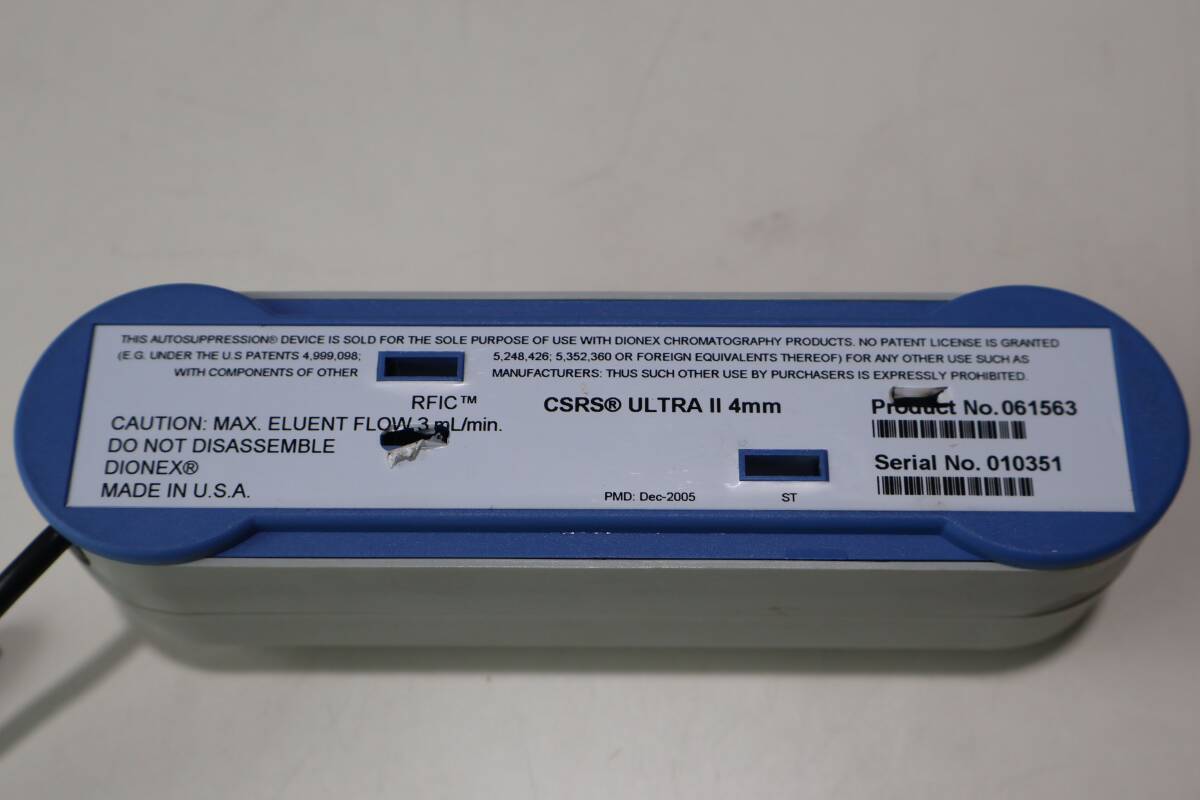 THIS AUTOSUPPRESSION® DEVICE IS SOLD FOR THE SOLE PURPOSE OF USE WITH DIONEX CHROMATOGRAPHY PRODUCTS. NO PATENT LICENSE IS GRANTED
(E.G. UNDER THE U.S PATENTS 4,999,098; 5,248,426; 5,352,360 OR FOREIGN EQUIVALENTS THEREOF) FOR ANY OTHER USE SUCH AS
WITH COMPONENTS OF OTHER MANUFACTURERS: THUS SUCH OTHER USE BY PURCHASERS IS EXPRESSLY PROHIBITED.
RFIC™ CSRS® ULTRA II 4mm
CAUTION: MAX. ELUENT FLOW 3 mL/min.
DO NOT DISASSEMBLE
DIONEX®
MADE IN U.S.A.
PMD: Dec-2005
ST
Product No. 061563
Serial No. 010351